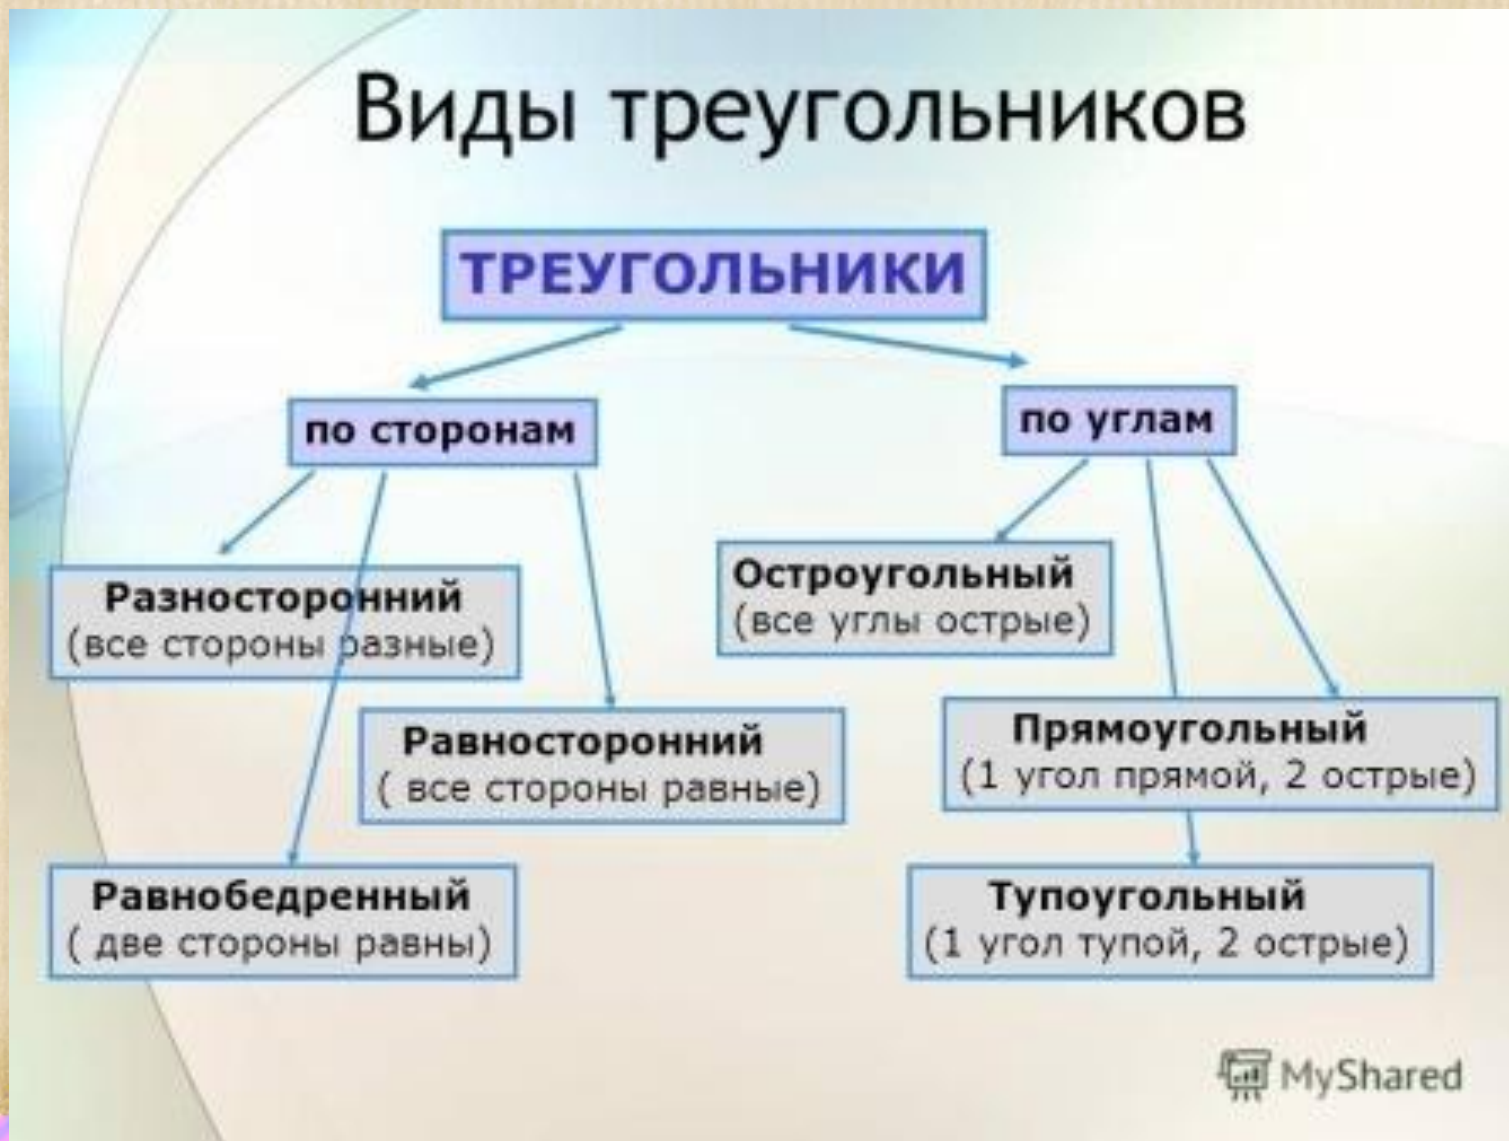 Виды треугольников
ТРЕУГОЛЬНИКИ
по сторонам
по углам
Разносторонний
(все стороны разные)
Остроугольный
(все углы острые)
Равносторонний
( все стороны равные)
Прямоугольный
(1 угол прямой, 2 острые)
Равнобедренный
( две стороны равны)
Тупоугольный
(1 угол тупой, 2 острые)
MyShared